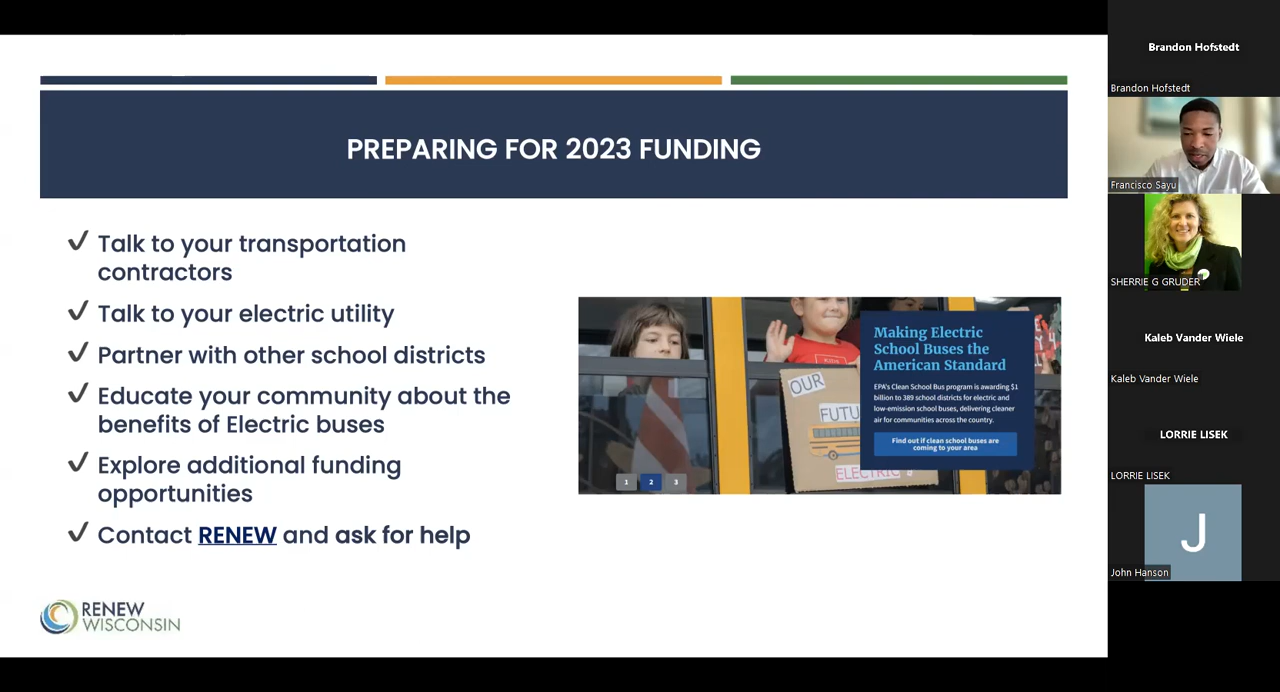 PREPARING FOR 2023 FUNDING
✓ Talk to your transportation
contractors
✓ Talk to your electric utility
✓ Partner with other school districts
✓ Educate your community about the
benefits of Electric buses
✓ Explore additional funding
opportunities
✓ Contact RENEW and ask for help
OUR
FUTU
ELECTRIC
Making Electric
School Buses the
American Standard
EPA's Clean School Bus program is awarding $1
billion to 389 school districts for electric and
low-emission school buses, delivering cleaner
air for communities across the country.
Find out if clean school buses are
coming to your area
1 2 3
RENEW
WISCONSIN
Brandon Hofstedt
Brandon Hofstedt
Francisco Sayu
SHERRIE G GRUDER
Kaleb Vander Wiele
Kaleb Vander Wiele
LORRIE LISEK
LORRIE LISEK
J
John Hanson